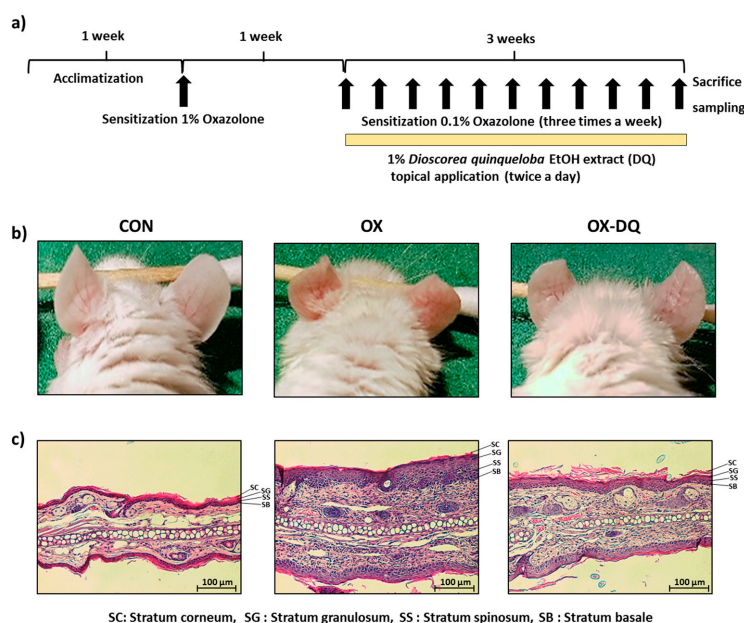 a)
1 week
1 week
3 weeks
Acclimatization
Sacrifice
sampling
Sensitization 1% Oxazolone
Sensitization 0.1% Oxazolone (three times a week)
1% Dioscorea quinqueloba EtOH extract (DQ)
topical application (twice a day)
b)
CON
OX
OX-DQ
c)
SC
SG
SS
SB
100 μm
SC
SG
SS
SB
100 μm
SC
SG
SS
SB
100 μm
SC: Stratum corneum, SG : Stratum granulosum, SS : Stratum spinosum, SB : Stratum basale